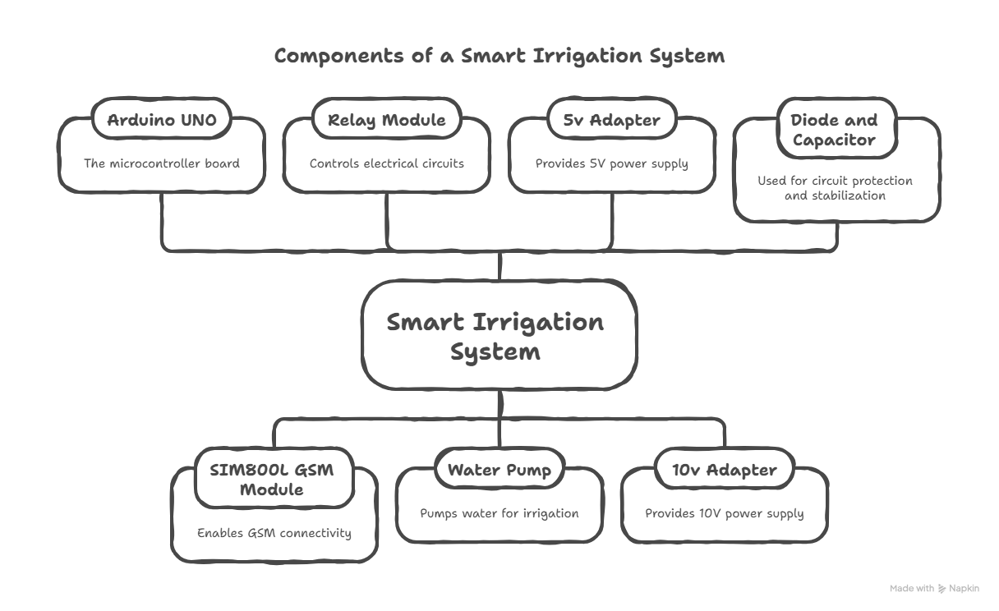 Components of a Smart Irrigation System
Arduino UNO
The microcontroller board
Relay Module
Controls electrical circuits
5v Adapter
Provides 5V power supply
Diode and
Capacitor
Used for circuit protection
and stabilization
Smart Irrigation
System
SIM800L GSM
Module
Enables GSM connectivity
Water Pump
Pumps water for irrigation
10v Adapter
Provides 10V power supply
Made with Napkin